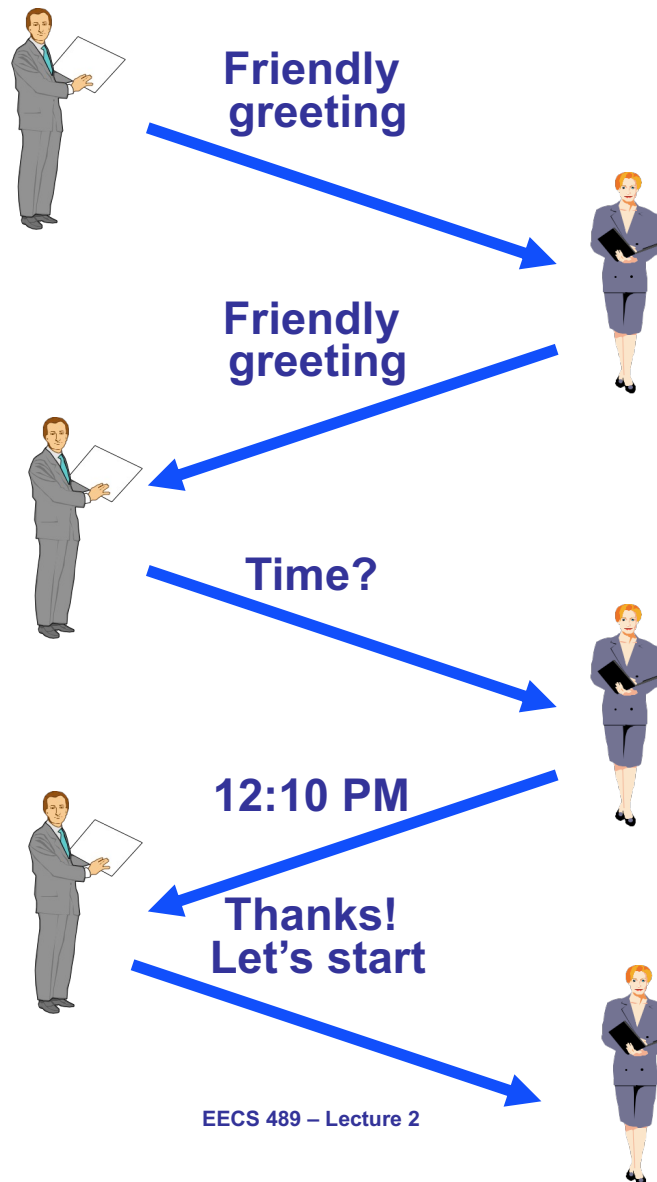 Friendly
greeting
Friendly
greeting
Time?
12:10 PM
Thanks!
Let’s start
EECS 489 – Lecture 2